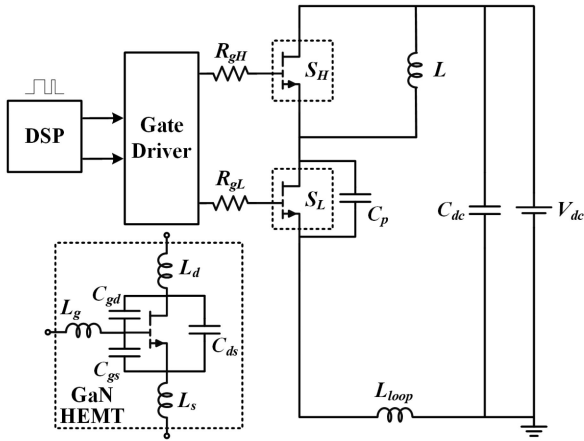 R_gH
S_H
L
DSP
Gate
Driver
R_gL
S_L
C_p
C_dc
V_dc
L_d
C_gd
L_g
C_gs
C_ds
L_s
GaN
HEMT
L_loop